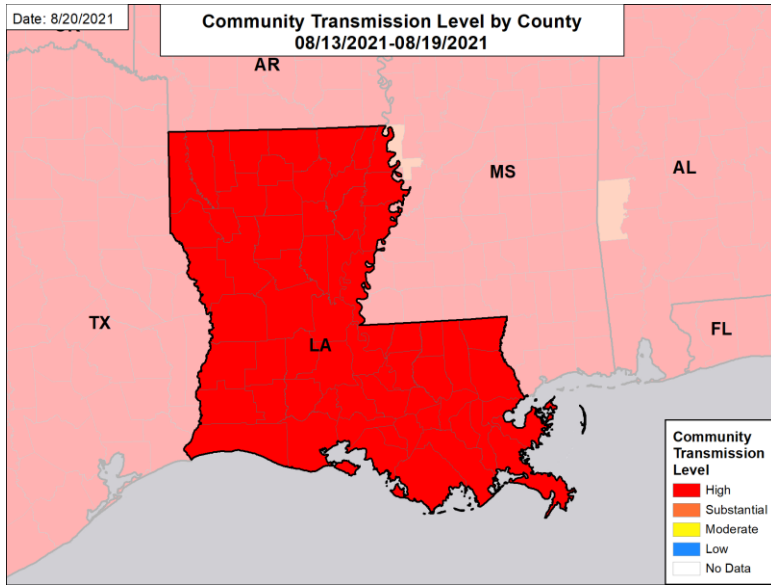 Date: 8/20/2021
Community Transmission Level by County
08/13/2021-08/19/2021
AR
MS
AL
TX
LA
FL
Community
Transmission
Level
High
Substantial
Moderate
Low
No Data